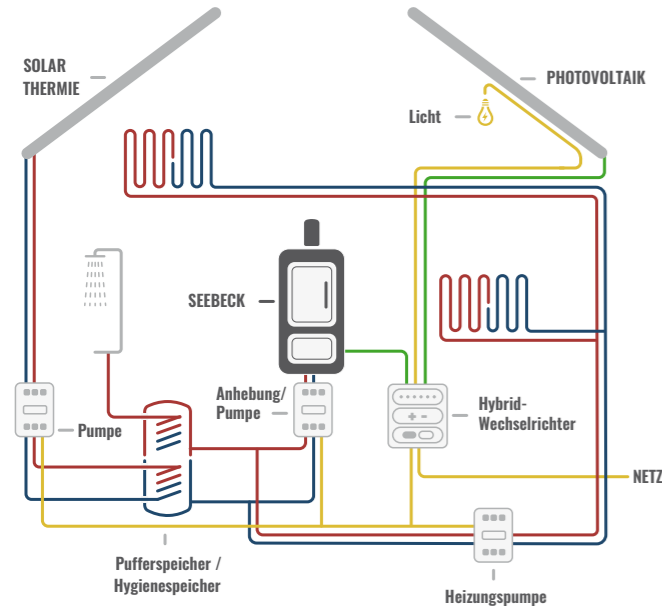 SOLAR
THERMIE
PHOTOVOLTAIK
Licht
SEEBECK
Anhebung/
Pumpe
Hybrid-
Wechselrichter
Pumpe
NETZ
Pufferspeicher /
Hygienespeicher
Heizungspumpe